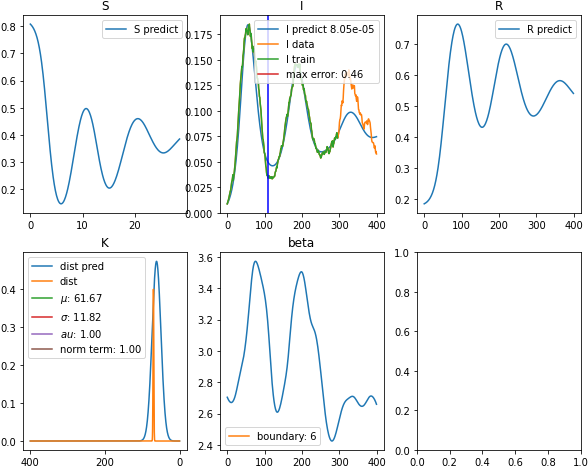 S
I
R
S predict
I predict 8.05e-05
I data
I train
max error: 0.46
R predict
0.8
0.7
0.6
0.5
0.4
0.3
0.2
0 10 20
0.175
0.150
0.125
0.100
0.075
0.050
0.025
0.000
0 100 200 300 400
0.7
0.6
0.5
0.4
0.3
0.2
0 100 200 300 400
K
beta
dist pred
dist
μ: 61.67
σ: 11.82
au: 1.00
norm term: 1.00
0.4
0.3
0.2
0.1
0.0
400 200 0
3.6
3.4
3.2
3.0
2.8
2.6
2.4
boundary: 6
0 100 200 300 400
1.0
0.8
0.6
0.4
0.2
0.0
0.0 0.2 0.4 0.6 0.8 1.0